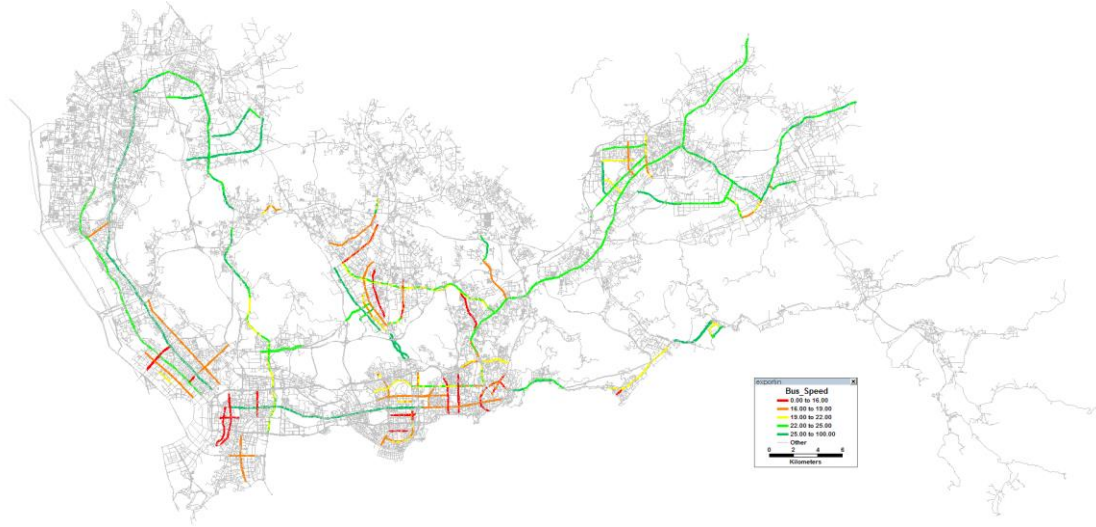 exportin
Bus_Speed
0.00 to 16.00
16.00 to 19.00
19.00 to 22.00
22.00 to 25.00
25.00 to 100.00
Other
0 2 4 6
Kilometers